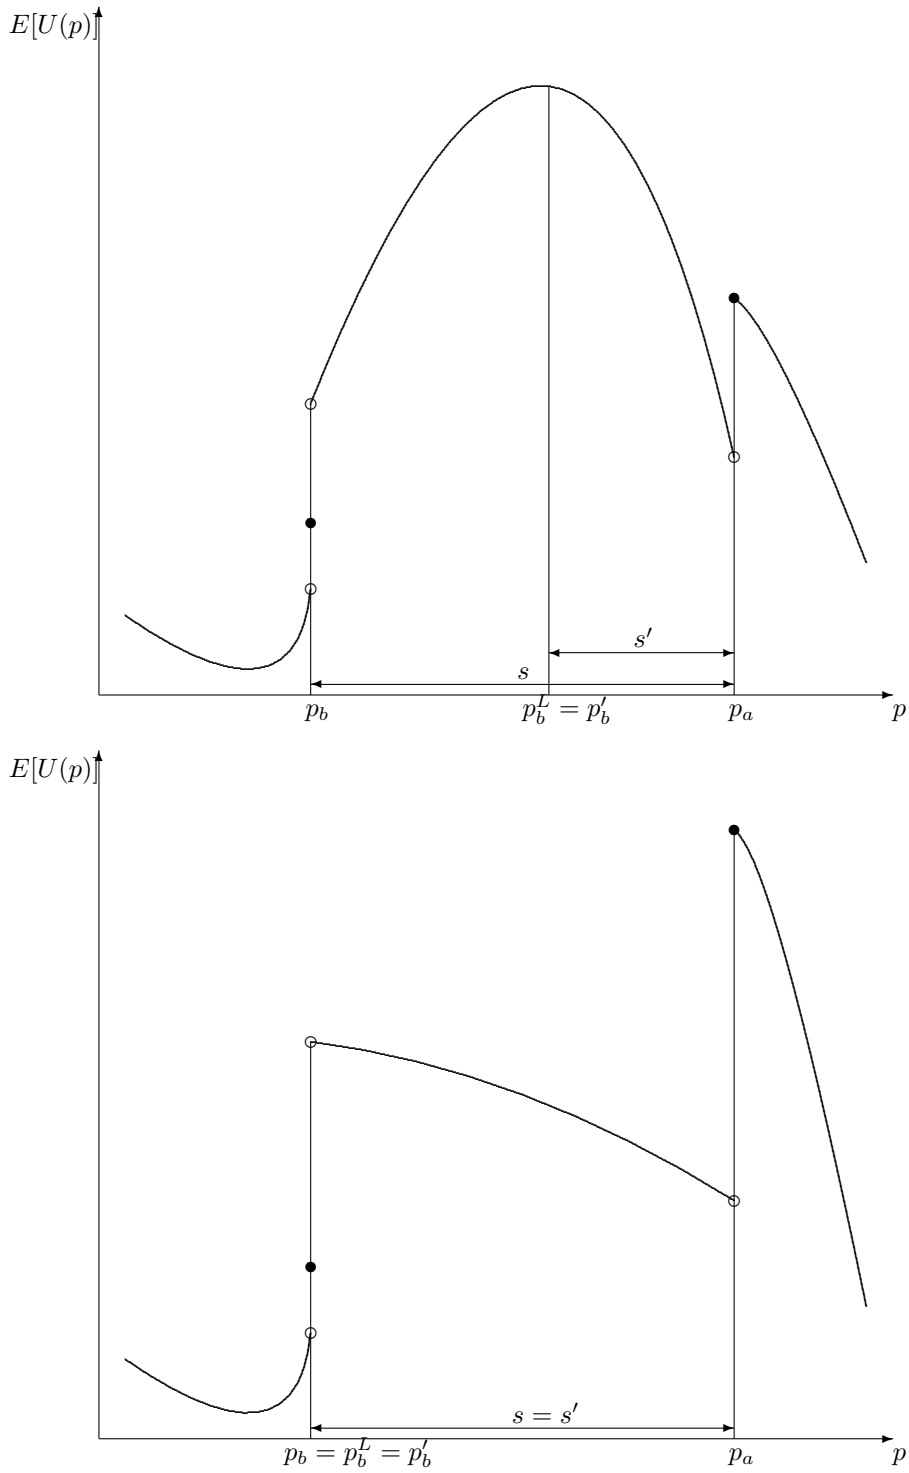 E[U(p)]
s′
s
p_b
p_b^L = p′_b
p_a
p
E[U(p)]
s = s′
p_b = p_b^L = p′_b
p_a
p